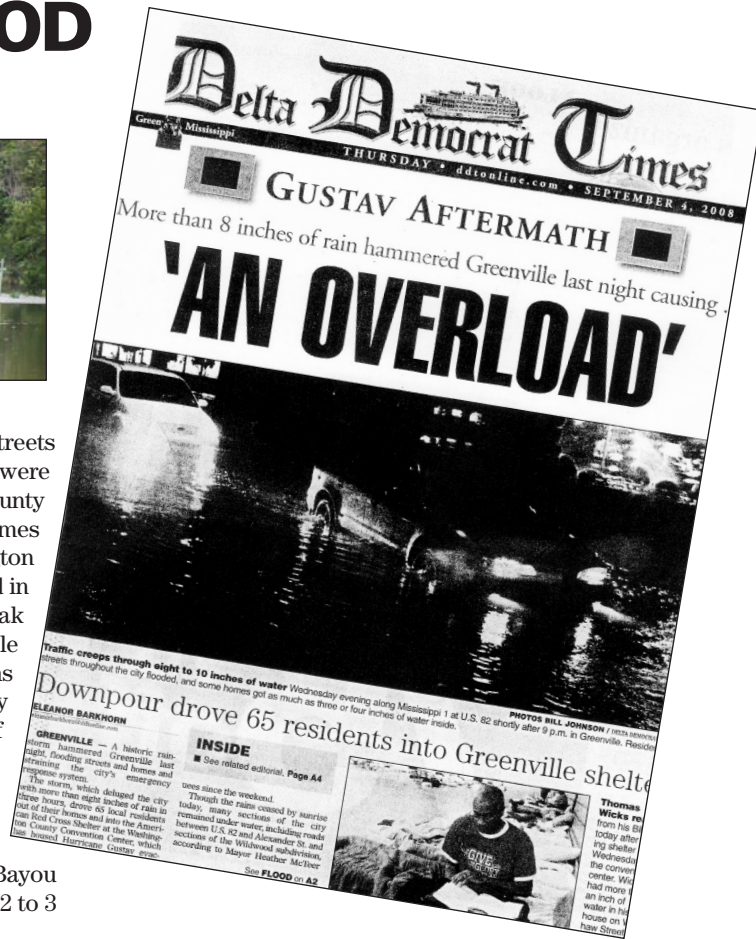 OD
treets
were
unty
mes
ton
l in
ak
le
as
y
f
Bayou
2 to 3
Delta Democrat Times
Green Mississippi
THURSDAY • ddtonline.com • SEPTEMBER 4, 2008
GUSTAV AFTERMATH
More than 8 inches of rain hammered Greenville last night causing .
'AN OVERLOAD'
Traffic creeps through eight to 10 inches of water Wednesday evening along Mississippi 1 at U.S. 82 shortly after 9 p.m. in Greenville. Reside
streets throughout the city flooded, and some homes got as much as three or four inches of water inside.
PHOTOS BILL JOHNSON / DELTA DEMOCRA
Downpour drove 65 residents into Greenville shelte
ELEANOR BARKHORN
GREENVILLE — A historic rain-
storm hammered Greenville last
night, flooding streets and homes and
straining the city's emergency
response system.
The storm, which deluged the city
with more than eight inches of rain in
three hours, drove 65 local residents
out of their homes and into the Ameri-
can Red Cross Shelter at the Washing-
ton County Convention Center, which
has housed Hurricane Gustav evac-
INSIDE
■ See related editorial, Page A4
uees since the weekend.
Though the rains ceased by sunrise
today, many sections of the city
remained under water, including roads
between U.S. 82 and Alexander St. and
sections of the Wildwood subdivision,
according to Mayor Heather McTeer
See FLOOD on A2
GIVE
Thomas
Wicks re
from his Bi
today after
ing shelter
Wednesda
the conven
center. Wic
had more t
an inch of
water in his
house on V
haw Street